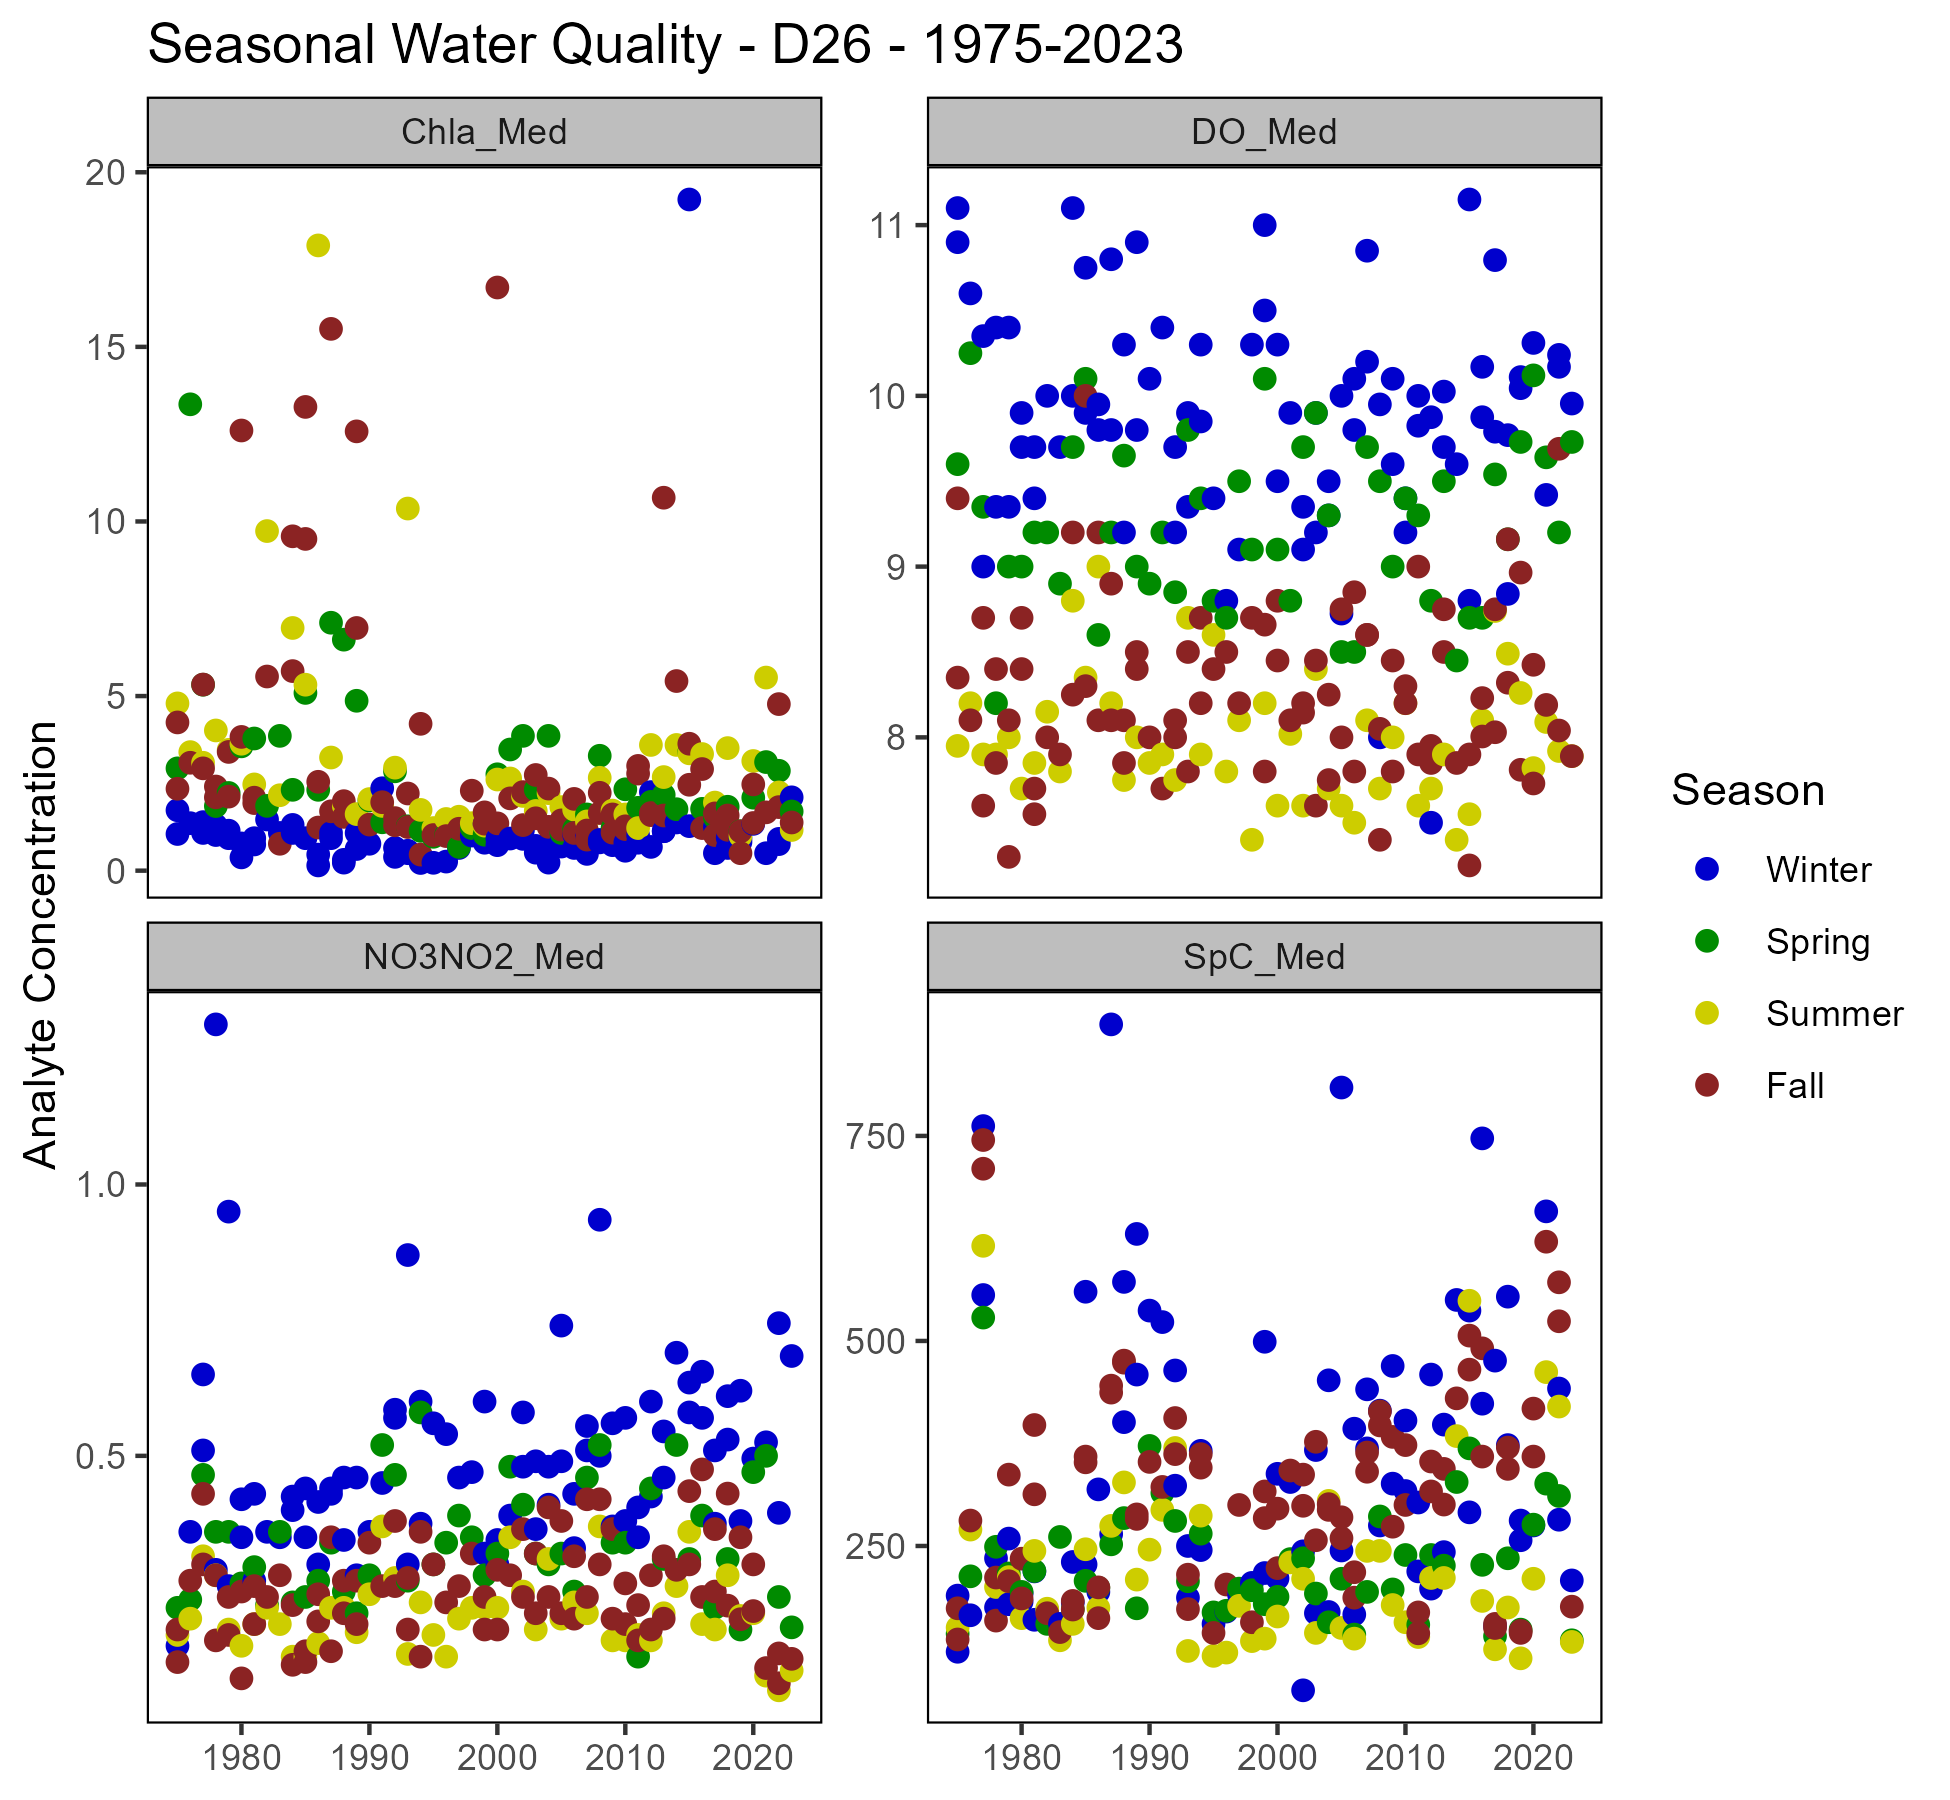 Seasonal Water Quality - D26 - 1975-2023
Chla_Med
DO_Med
20
15
10
5
0
11
10
9
8
Analyte Concentration
NO3NO2_Med
SpC_Med
1.0
0.5
750
500
250
1980 1990 2000 2010 2020
1980 1990 2000 2010 2020
Season
Winter
Spring
Summer
Fall